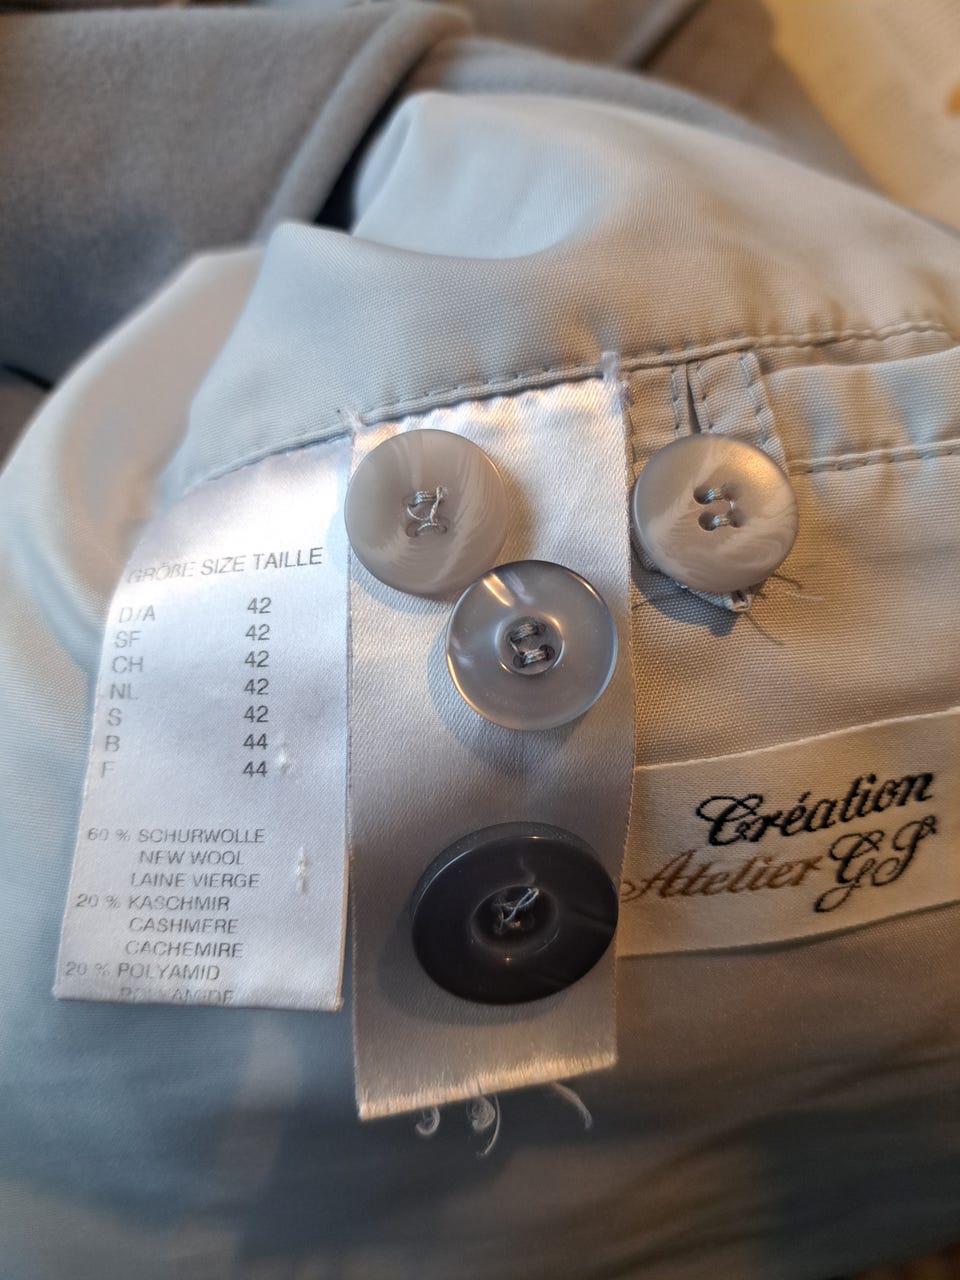 GRÖßE SIZE TAILLE
D/A 42
SF 42
CH 42
NL 42
S 42
B 44
F 44
60 % SCHURWOLLE
NEW WOOL
LAINE VIERGE
20 % KASCHMIR
CASHMERE
CACHEMIRE
20 % POLYAMID
POLYAMIDE
Création
Atelier GS